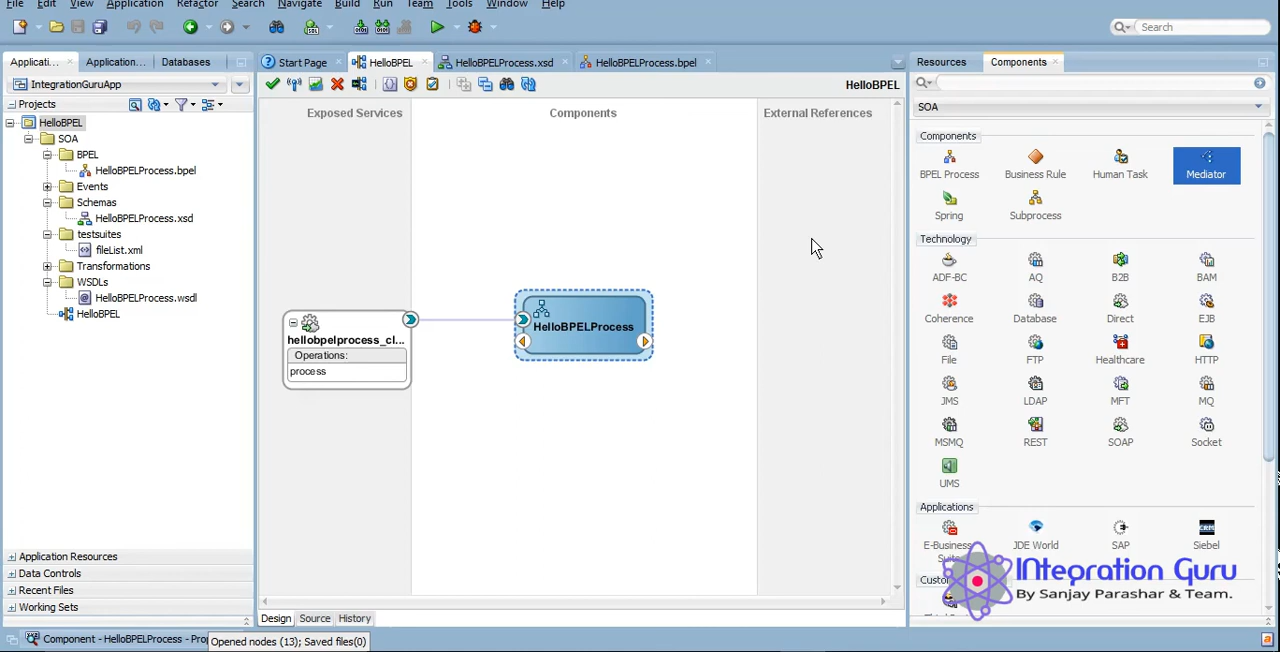 File Edit View Application Refactor Search Navigate Build Run Team Tools Window Help
Search
Applicati... Application... Databases
Start Page HelloBPEL HelloBPELProcess.xsd HelloBPELProcess.bpel
Resources Components
IntegrationGuruApp
HelloBPEL
Projects
SOA
HelloBPEL
SOA
BPEL
HelloBPELProcess.bpel
Events
Schemas
HelloBPELProcess.xsd
testsuites
fileList.xml
Transformations
WSDLs
HelloBPELProcess.wsdl
HelloBPEL
Application Resources
Data Controls
Recent Files
Working Sets
Exposed Services Components External References
hellobpelprocess_cl...
Operations:
process
HelloBPELProcess
Design Source History
Components
BPEL Process Business Rule Human Task Mediator
Spring Subprocess
Technology
ADF-BC AQ B2B BAM
Coherence Database Direct EJB
File FTP Healthcare HTTP
JMS LDAP MFT MQ
MSMQ REST SOAP Socket
UMS
Applications
E-Business JDE World SAP Siebel
INtegration Guru
By Sanjay Parashar & Team.
Component - HelloBPELProcess - Prop
Opened nodes (13); Saved files(0)